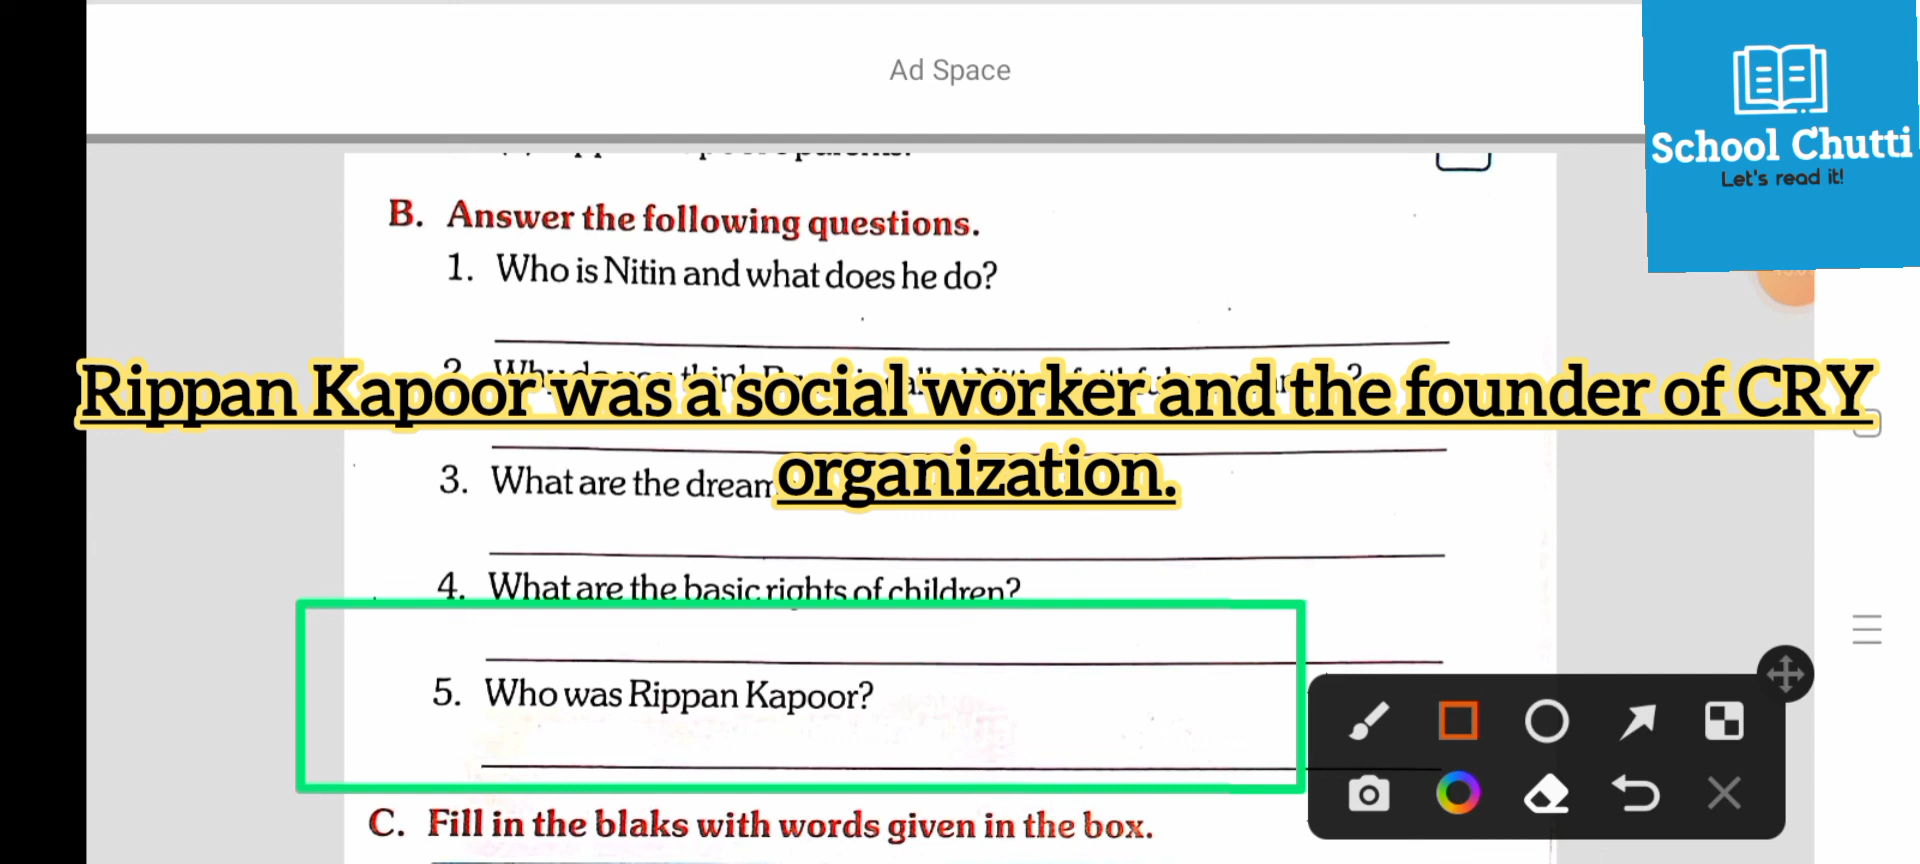 Ad Space
School Chutti
Let's read it!
B. Answer the following questions.
1. Who is Nitin and what does he do?
2.
Rippan Kapoor was a social worker and the founder of CRY
organization.
3. What are the dream
4. What are the basic rights of children?
5. Who was Rippan Kapoor?
C. Fill in the blaks with words given in the box.